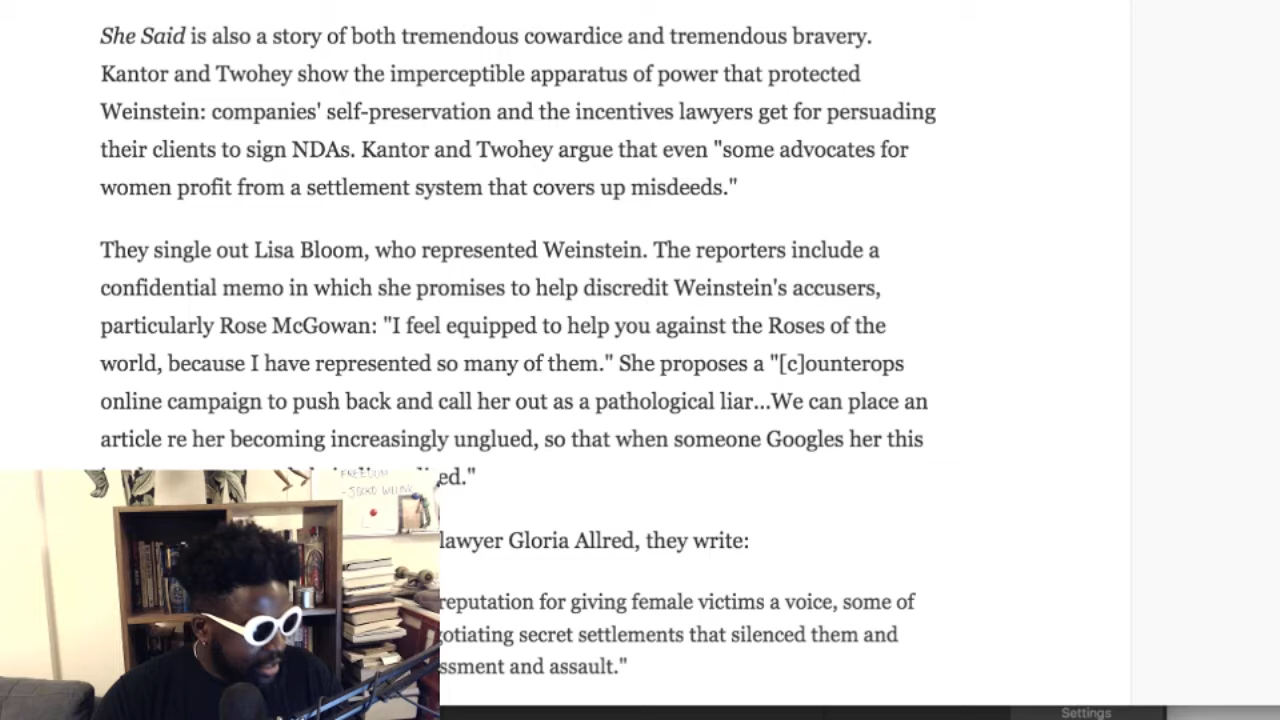 She Said is also a story of both tremendous cowardice and tremendous bravery.
Kantor and Twohey show the imperceptible apparatus of power that protected
Weinstein: companies' self-preservation and the incentives lawyers get for persuading
their clients to sign NDAs. Kantor and Twohey argue that even "some advocates for
women profit from a settlement system that covers up misdeeds."
They single out Lisa Bloom, who represented Weinstein. The reporters include a
confidential memo in which she promises to help discredit Weinstein's accusers,
particularly Rose McGowan: "I feel equipped to help you against the Roses of the
world, because I have represented so many of them." She proposes a "[c]ounterops
online campaign to push back and call her out as a pathological liar...We can place an
article re her becoming increasingly unglued, so that when someone Googles her this
ed."
lawyer Gloria Allred, they write:
reputation for giving female victims a voice, some of
gotiating secret settlements that silenced them and
ssment and assault."
FREEDOM
-JOCKO WILLINK
Settings